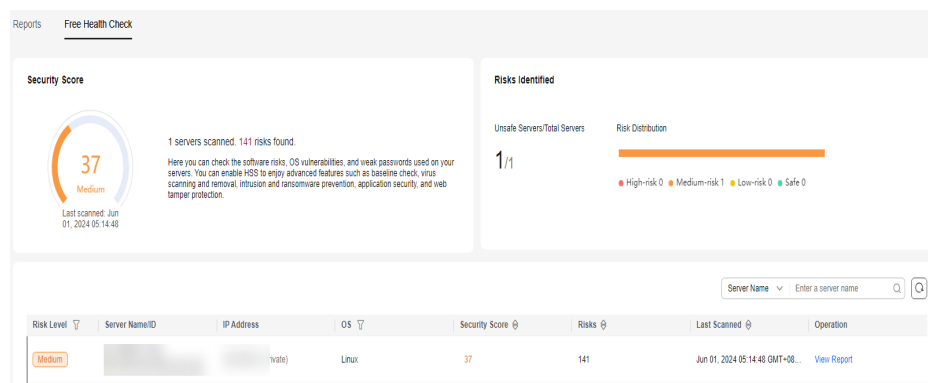 Reports Free Health Check
Security Score
37
Medium
Last scanned: Jun
01, 2024 05:14:48
1 servers scanned. 141 risks found.
Here you can check the software risks, OS vulnerabilities, and weak passwords used on your
servers. You can enable HSS to enjoy advanced features such as baseline check, virus
scanning and removal, intrusion and ransomware prevention, application security, and web
tamper protection.
Risks Identified
Unsafe Servers/Total Servers Risk Distribution
1/1
High-risk 0 Medium-risk 1 Low-risk 0 Safe 0
Server Name Enter a server name
Risk Level Server Name/ID IP Address OS Security Score Risks Last Scanned Operation
Medium Linux 37 141 Jun 01, 2024 05:14:48 GMT+08... View Report